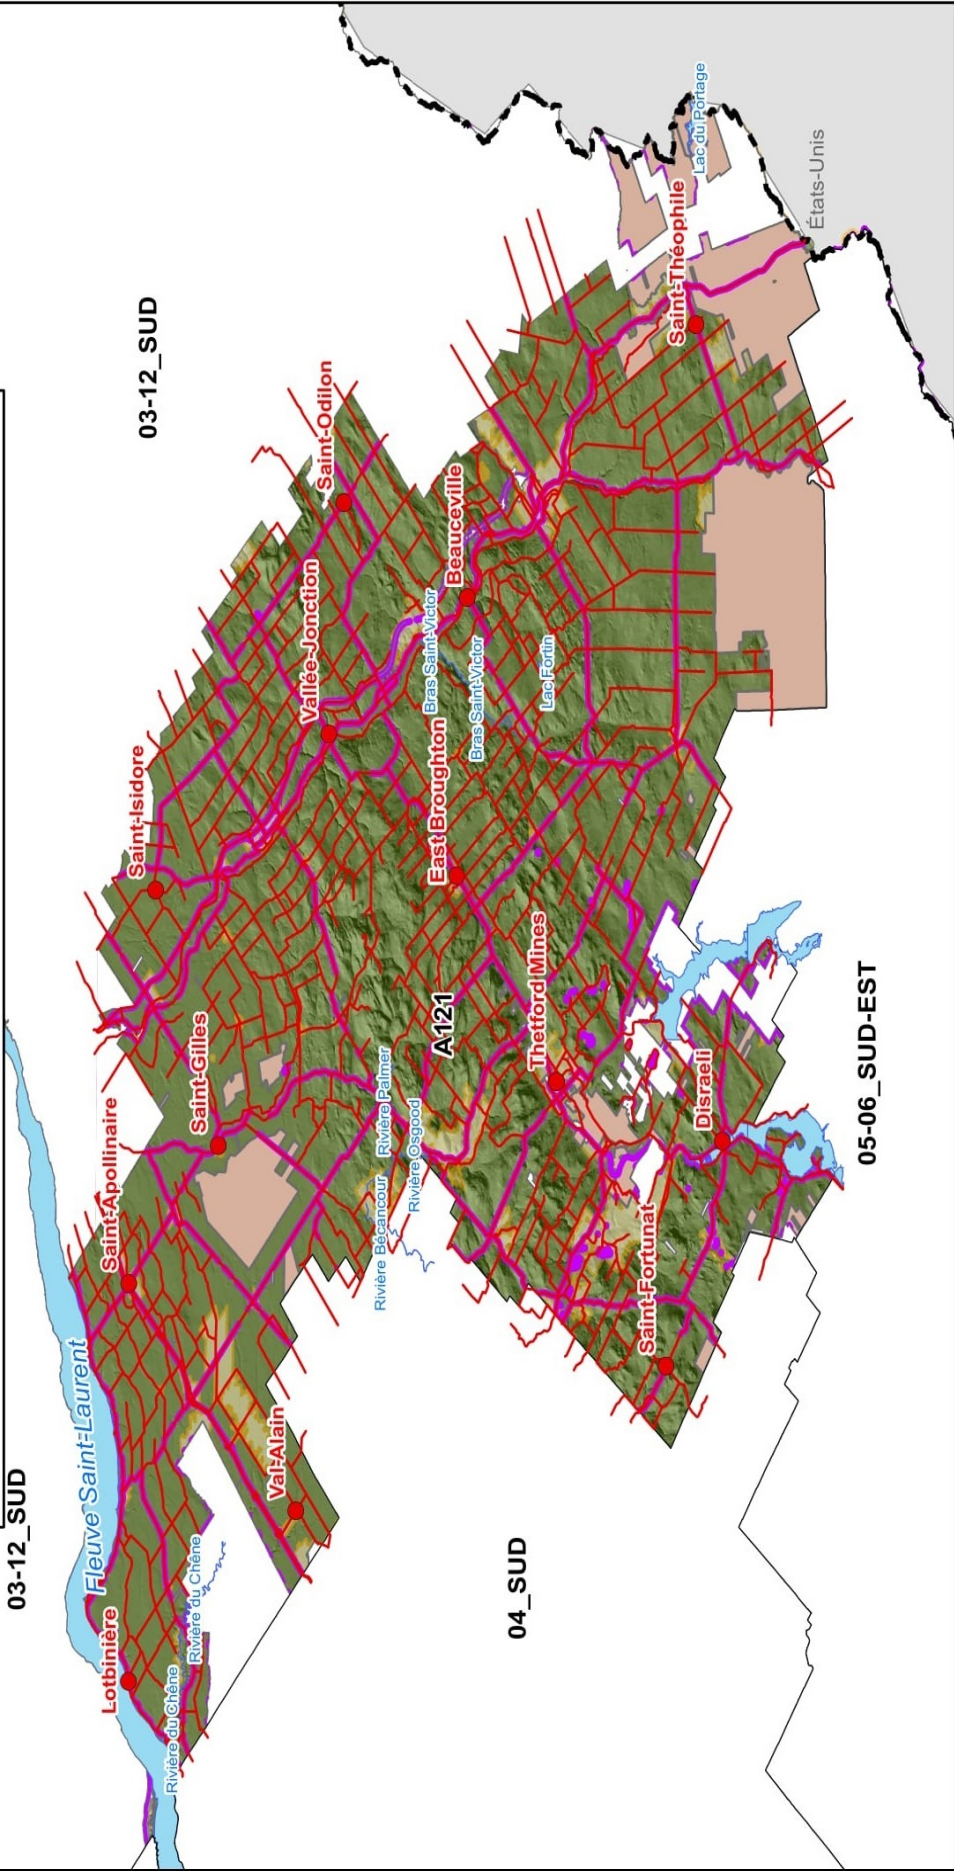 03-12_SUD
03-12_SUD
Fleuve Saint-Laurent
Lotbinière
Rivière du Chêne
Rivière du Chêne
Val-Alain
Saint-Apollinaire
Saint-Gilles
Saint-Isidore
Vallée-Jonction
Saint-Odilon
Beauceville
Bras Saint-Victor
Bras Saint-Victor
Lac Fortin
East Broughton
A121
Rivière Palmer
Rivière Osgood
Rivière Bécancour
Thetford Mines
Disraeli
Saint-Fortunat
Saint-Théophile
Lac du Portage
États-Unis
04_SUD
05-06_SUD-EST